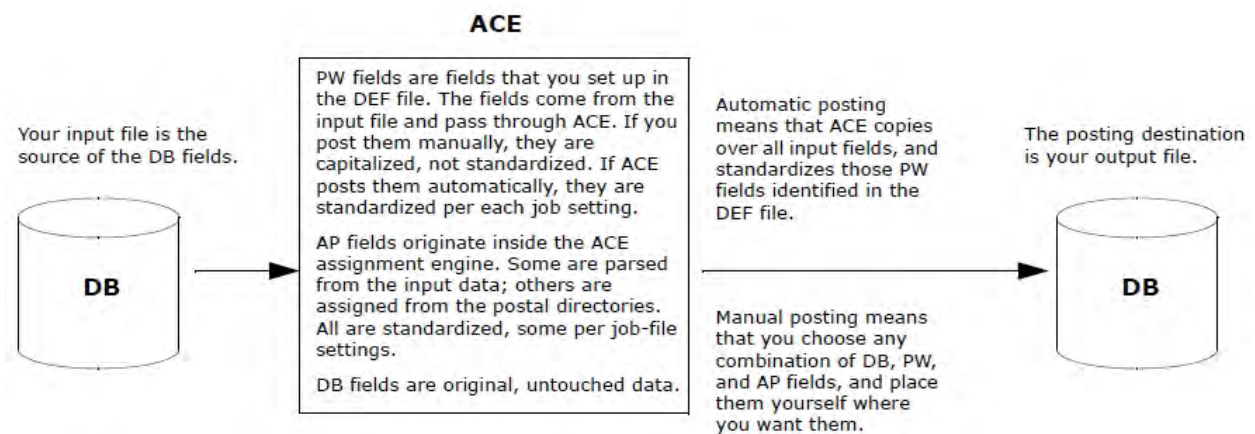 ACE
Your input file is the
source of the DB fields.
DB
PW fields are fields that you set up in
the DEF file. The fields come from the
input file and pass through ACE. If you
post them manually, they are
capitalized, not standardized. If ACE
posts them automatically, they are
standardized per each job setting.
AP fields originate inside the ACE
assignment engine. Some are parsed
from the input data; others are
assigned from the postal directories.
All are standardized, some per job-file
settings.
DB fields are original, untouched data.
Automatic posting
means that ACE copies
over all input fields, and
standardizes those PW
fields identified in the
DEF file.
Manual posting means
that you choose any
combination of DB, PW,
and AP fields, and place
them yourself where
you want them.
The posting destination
is your output file.
DB